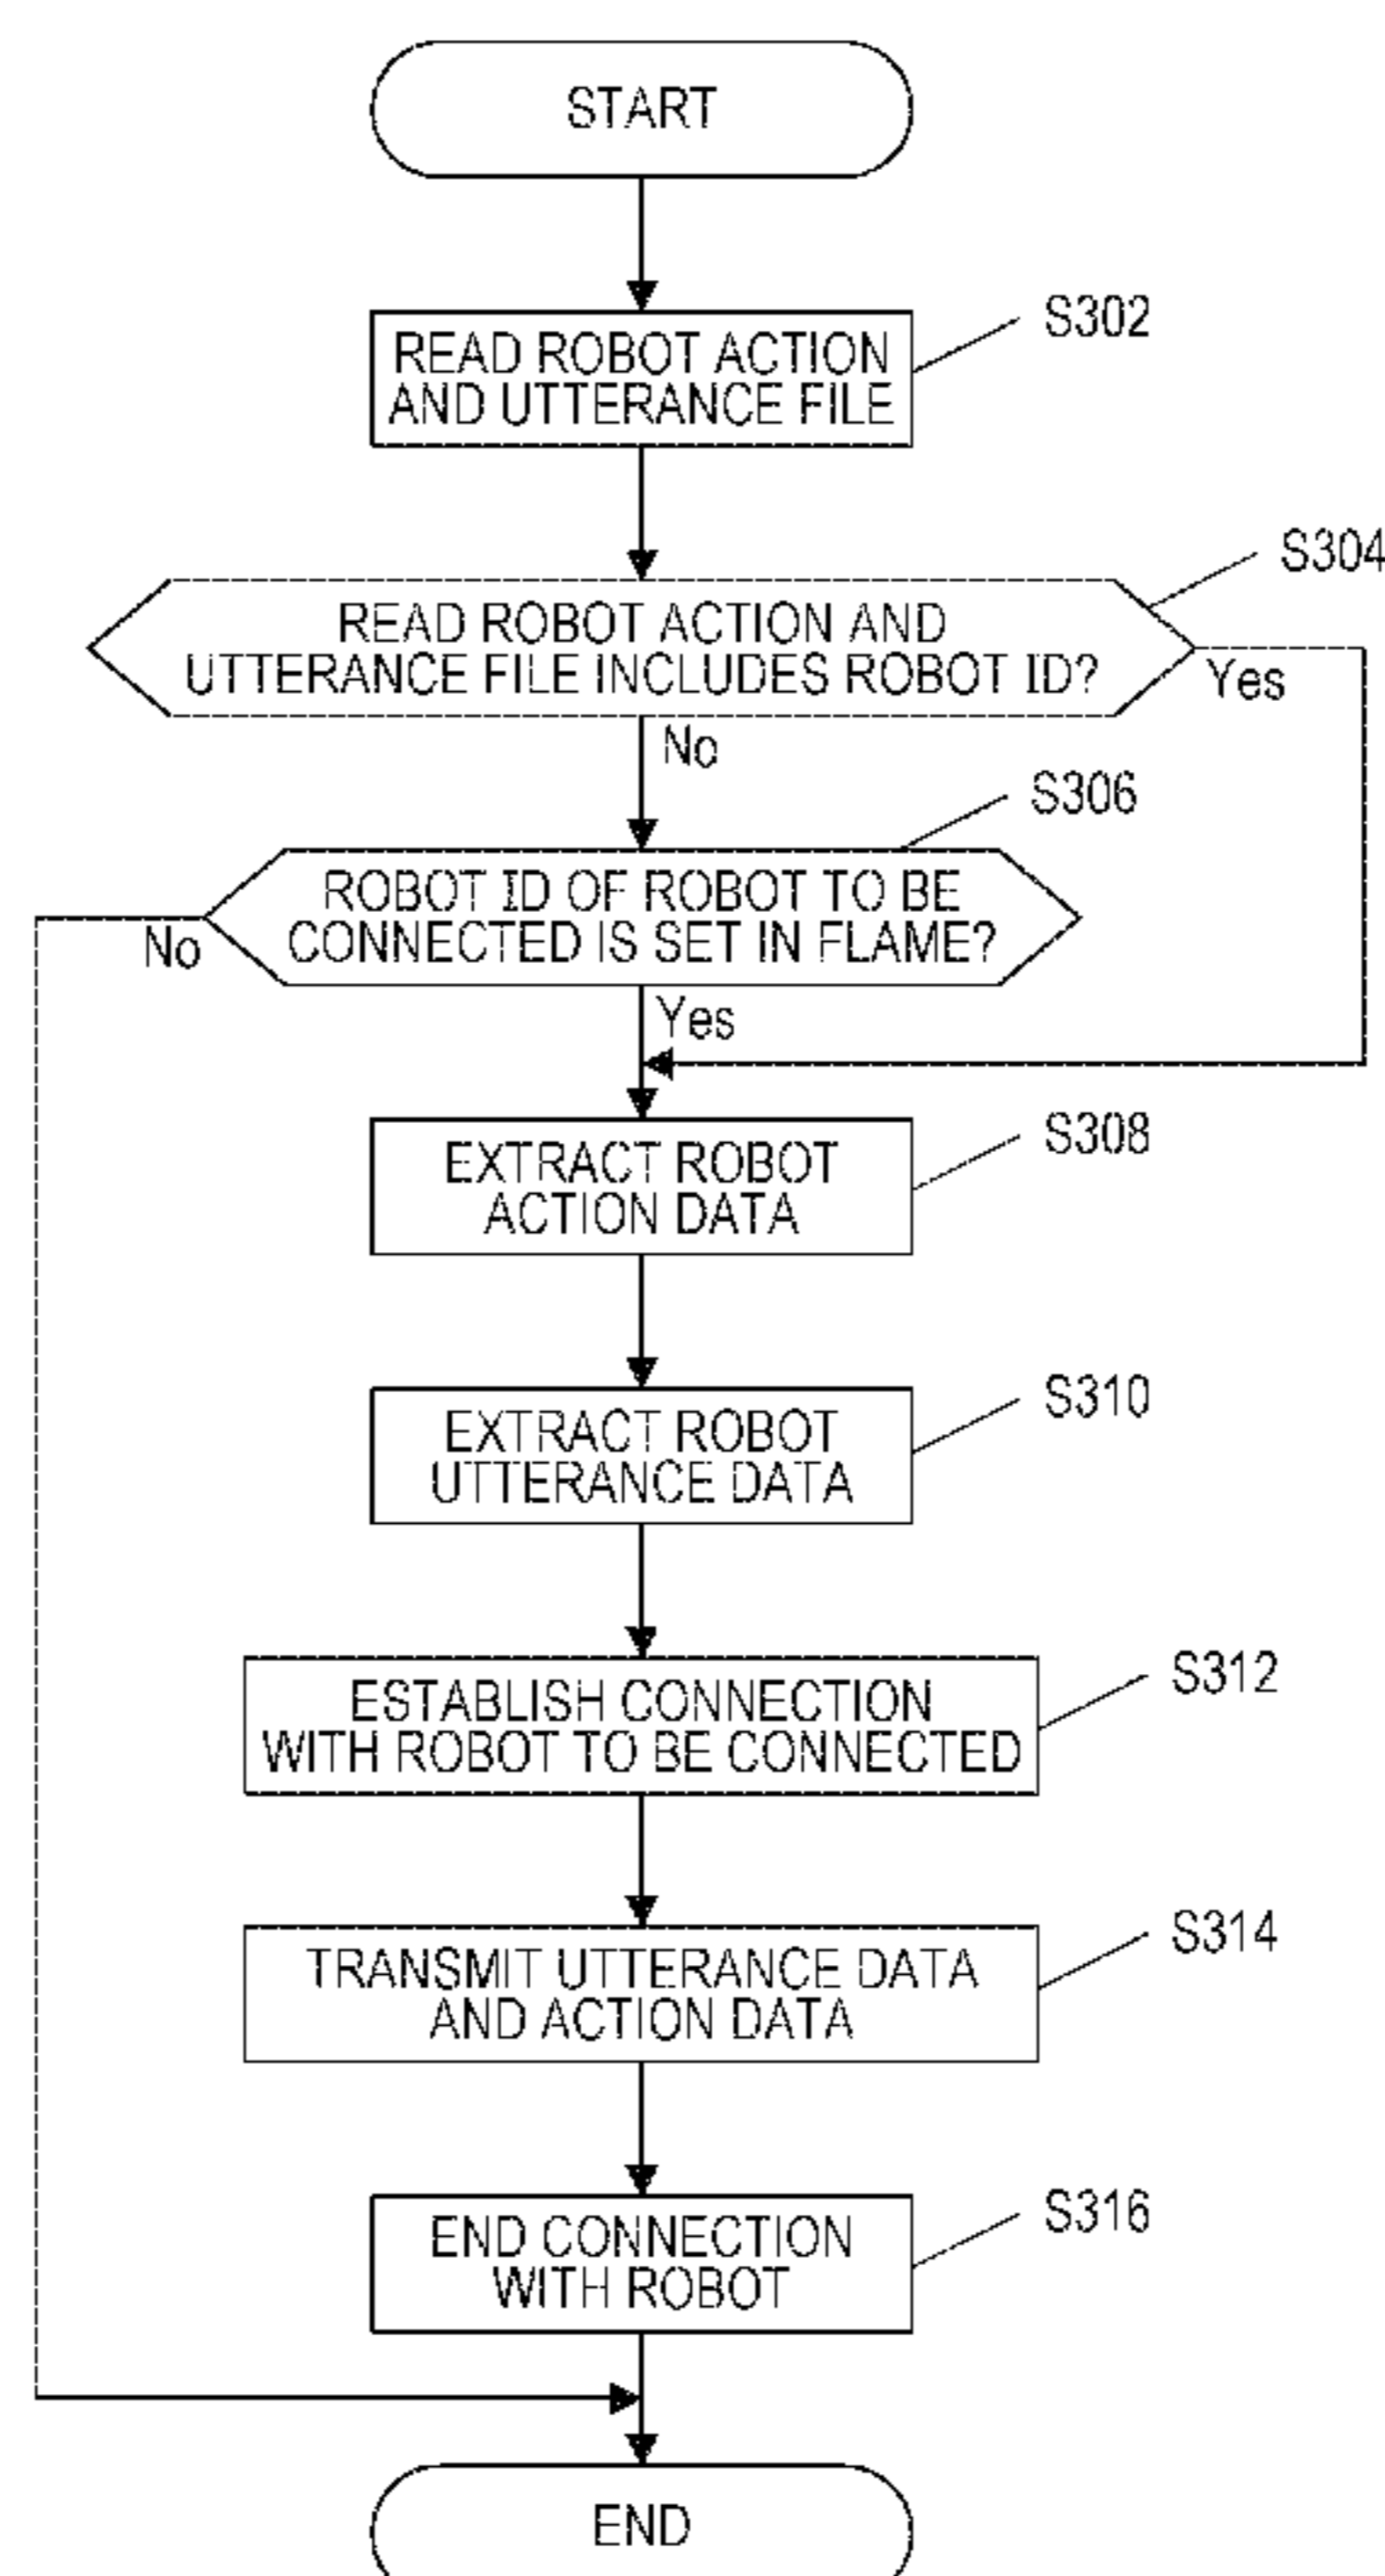 START
S302
READ ROBOT ACTION
AND UTTERANCE FILE
S304
READ ROBOT ACTION AND
UTTERANCE FILE INCLUDES ROBOT ID?
Yes
No
S306
ROBOT ID OF ROBOT TO BE
CONNECTED IS SET IN FLAME?
No
Yes
S308
EXTRACT ROBOT
ACTION DATA
S310
EXTRACT ROBOT
UTTERANCE DATA
S312
ESTABLISH CONNECTION
WITH ROBOT TO BE CONNECTED
S314
TRANSMIT UTTERANCE DATA
AND ACTION DATA
S316
END CONNECTION
WITH ROBOT
END